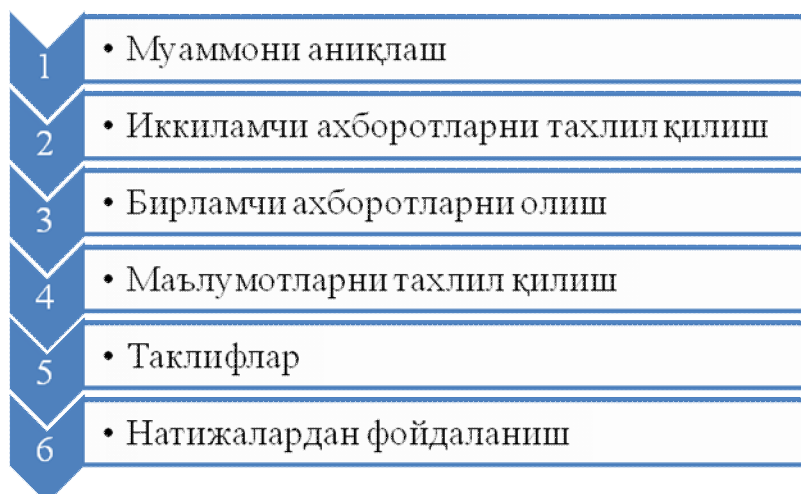 1 • Муаммони аниқлаш
2 • Иккиламчи ахборотларни тахлил қилиш
3 • Бирламчи ахборотларни олиш
4 • Маълумотларни тахлил қилиш
5 • Таклифлар
6 • Натижалардан фойдаланиш